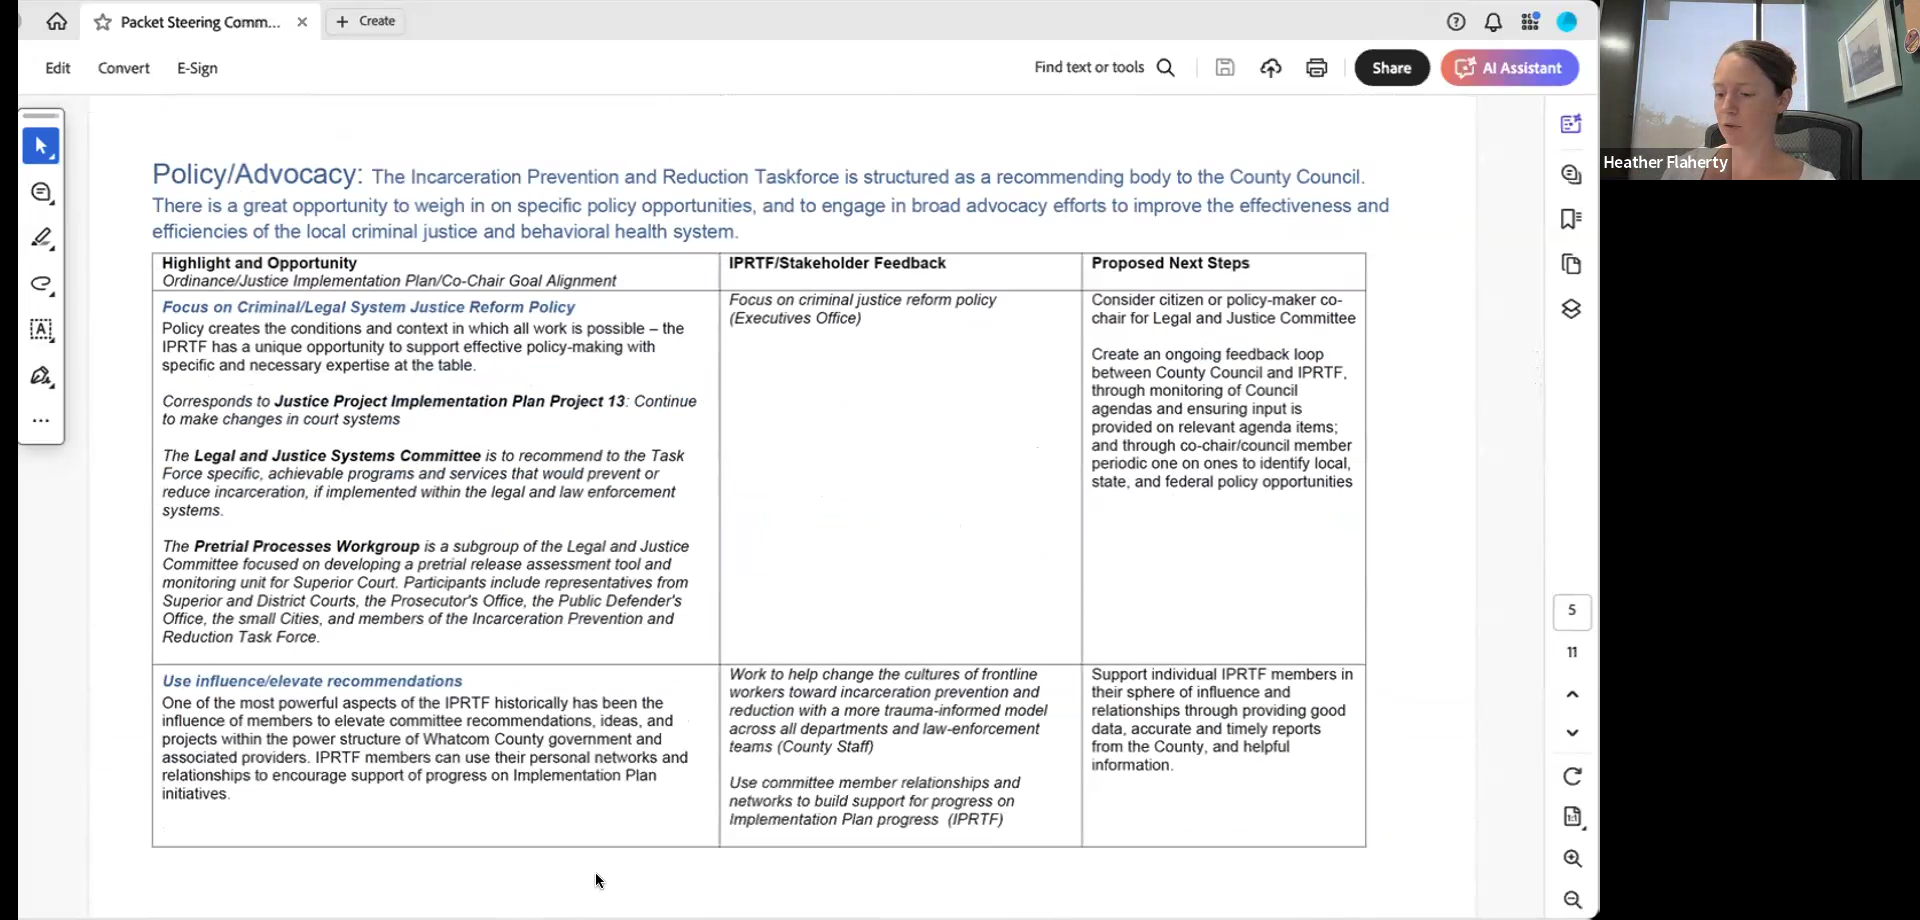 Packet Steering Comm...
Create
Edit
Convert
E-Sign
Find text or tools
Share
AI Assistant
Heather Flaherty
Policy/Advocacy: The Incarceration Prevention and Reduction Taskforce is structured as a recommending body to the County Council.
There is a great opportunity to weigh in on specific policy opportunities, and to engage in broad advocacy efforts to improve the effectiveness and
efficiencies of the local criminal justice and behavioral health system.
Highlight and Opportunity
Ordinance/Justice Implementation Plan/Co-Chair Goal Alignment
IPRTF/Stakeholder Feedback
Proposed Next Steps
Focus on Criminal/Legal System Justice Reform Policy
Policy creates the conditions and context in which all work is possible – the
IPRTF has a unique opportunity to support effective policy-making with
specific and necessary expertise at the table.
Corresponds to Justice Project Implementation Plan Project 13: Continue
to make changes in court systems
The Legal and Justice Systems Committee is to recommend to the Task
Force specific, achievable programs and services that would prevent or
reduce incarceration, if implemented within the legal and law enforcement
systems.
The Pretrial Processes Workgroup is a subgroup of the Legal and Justice
Committee focused on developing a pretrial release assessment tool and
monitoring unit for Superior Court. Participants include representatives from
Superior and District Courts, the Prosecutor's Office, the Public Defender's
Office, the small Cities, and members of the Incarceration Prevention and
Reduction Task Force.
Focus on criminal justice reform policy
(Executives Office)
Consider citizen or policy-maker co-
chair for Legal and Justice Committee
Create an ongoing feedback loop
between County Council and IPRTF,
through monitoring of Council
agendas and ensuring input is
provided on relevant agenda items;
and through co-chair/council member
periodic one on ones to identify local,
state, and federal policy opportunities
Use influence/elevate recommendations
One of the most powerful aspects of the IPRTF historically has been the
influence of members to elevate committee recommendations, ideas, and
projects within the power structure of Whatcom County government and
associated providers. IPRTF members can use their personal networks and
relationships to encourage support of progress on Implementation Plan
initiatives.
Work to help change the cultures of frontline
workers toward incarceration prevention and
reduction with a more trauma-informed model
across all departments and law-enforcement
teams (County Staff)
Use committee member relationships and
networks to build support for progress on
Implementation Plan progress (IPRTF)
Support individual IPRTF members in
their sphere of influence and
relationships through providing good
data, accurate and timely reports
from the County, and helpful
information.
5
11
1:1